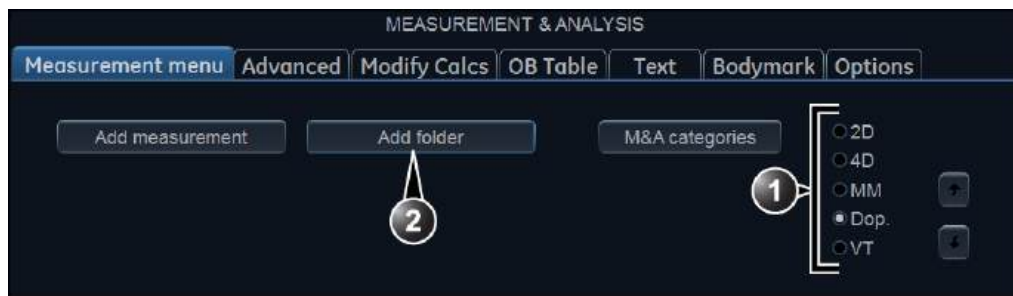 MEASUREMENT & ANALYSIS
Measurement menu Advanced Modify Calcs OB Table Text Bodymark Options
Add measurement Add folder M&A categories
2D
4D
MM
Dop.
VT
1
2